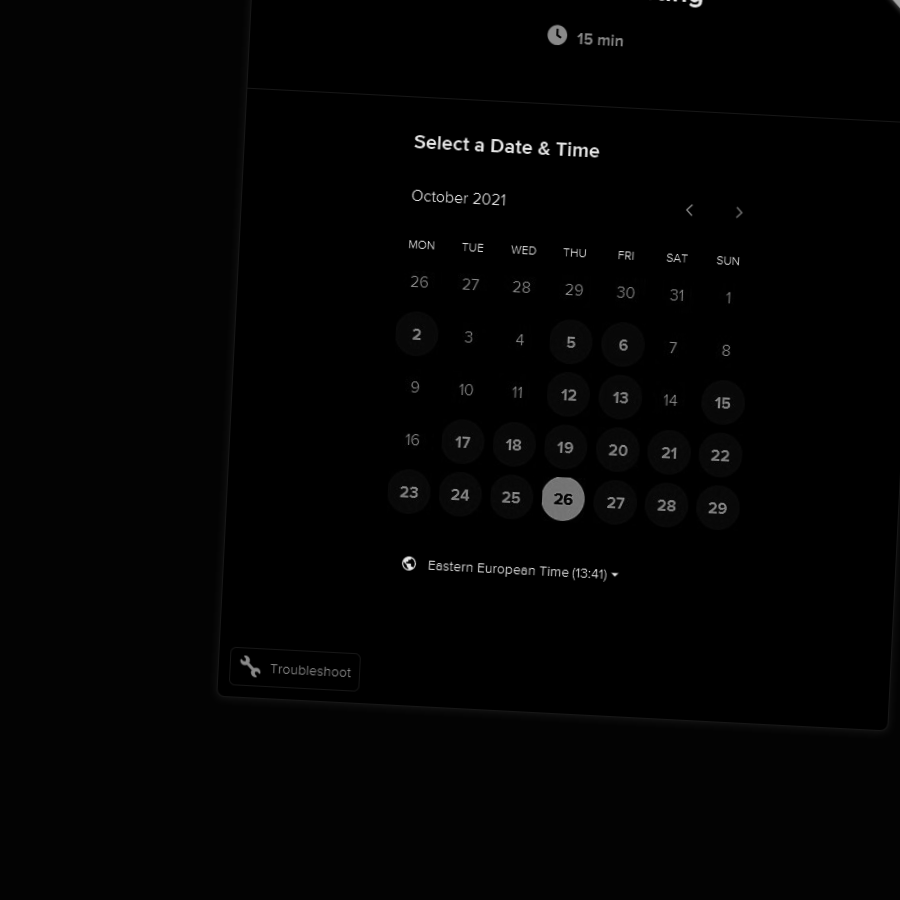 15 min
Select a Date & Time
October 2021
MON TUE WED THU FRI SAT SUN
26 27 28 29 30 31 1
2 3 4 5 6 7 8
9 10 11 12 13 14 15
16 17 18 19 20 21 22
23 24 25 26 27 28 29
Eastern European Time (13:41)
Troubleshoot